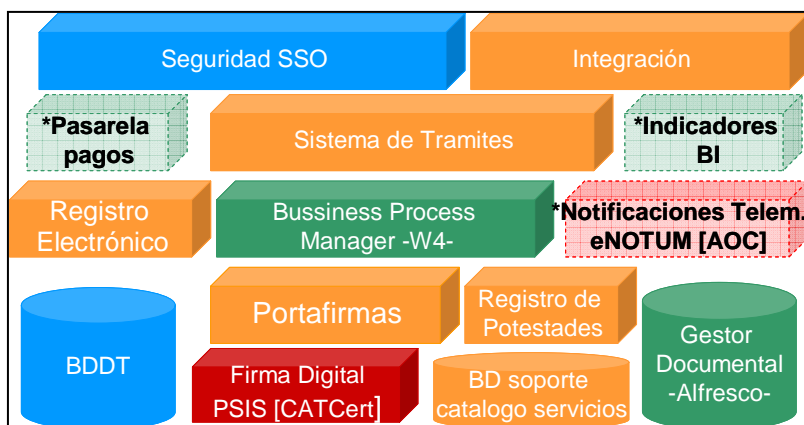 Seguridad SSO
Integración
*Pasarela
pagos
Sistema de Tramites
*Indicadores
BI
Registro
Electrónico
Bussiness Process
Manager -W4-
*Notificaciones Telem.
eNOTUM [AOC]
Portafirmas
Registro de
Potestades
BDDT
Firma Digital
PSIS [CATCert]
BD soporte
catalogo servicios
Gestor
Documental
-Alfresco-